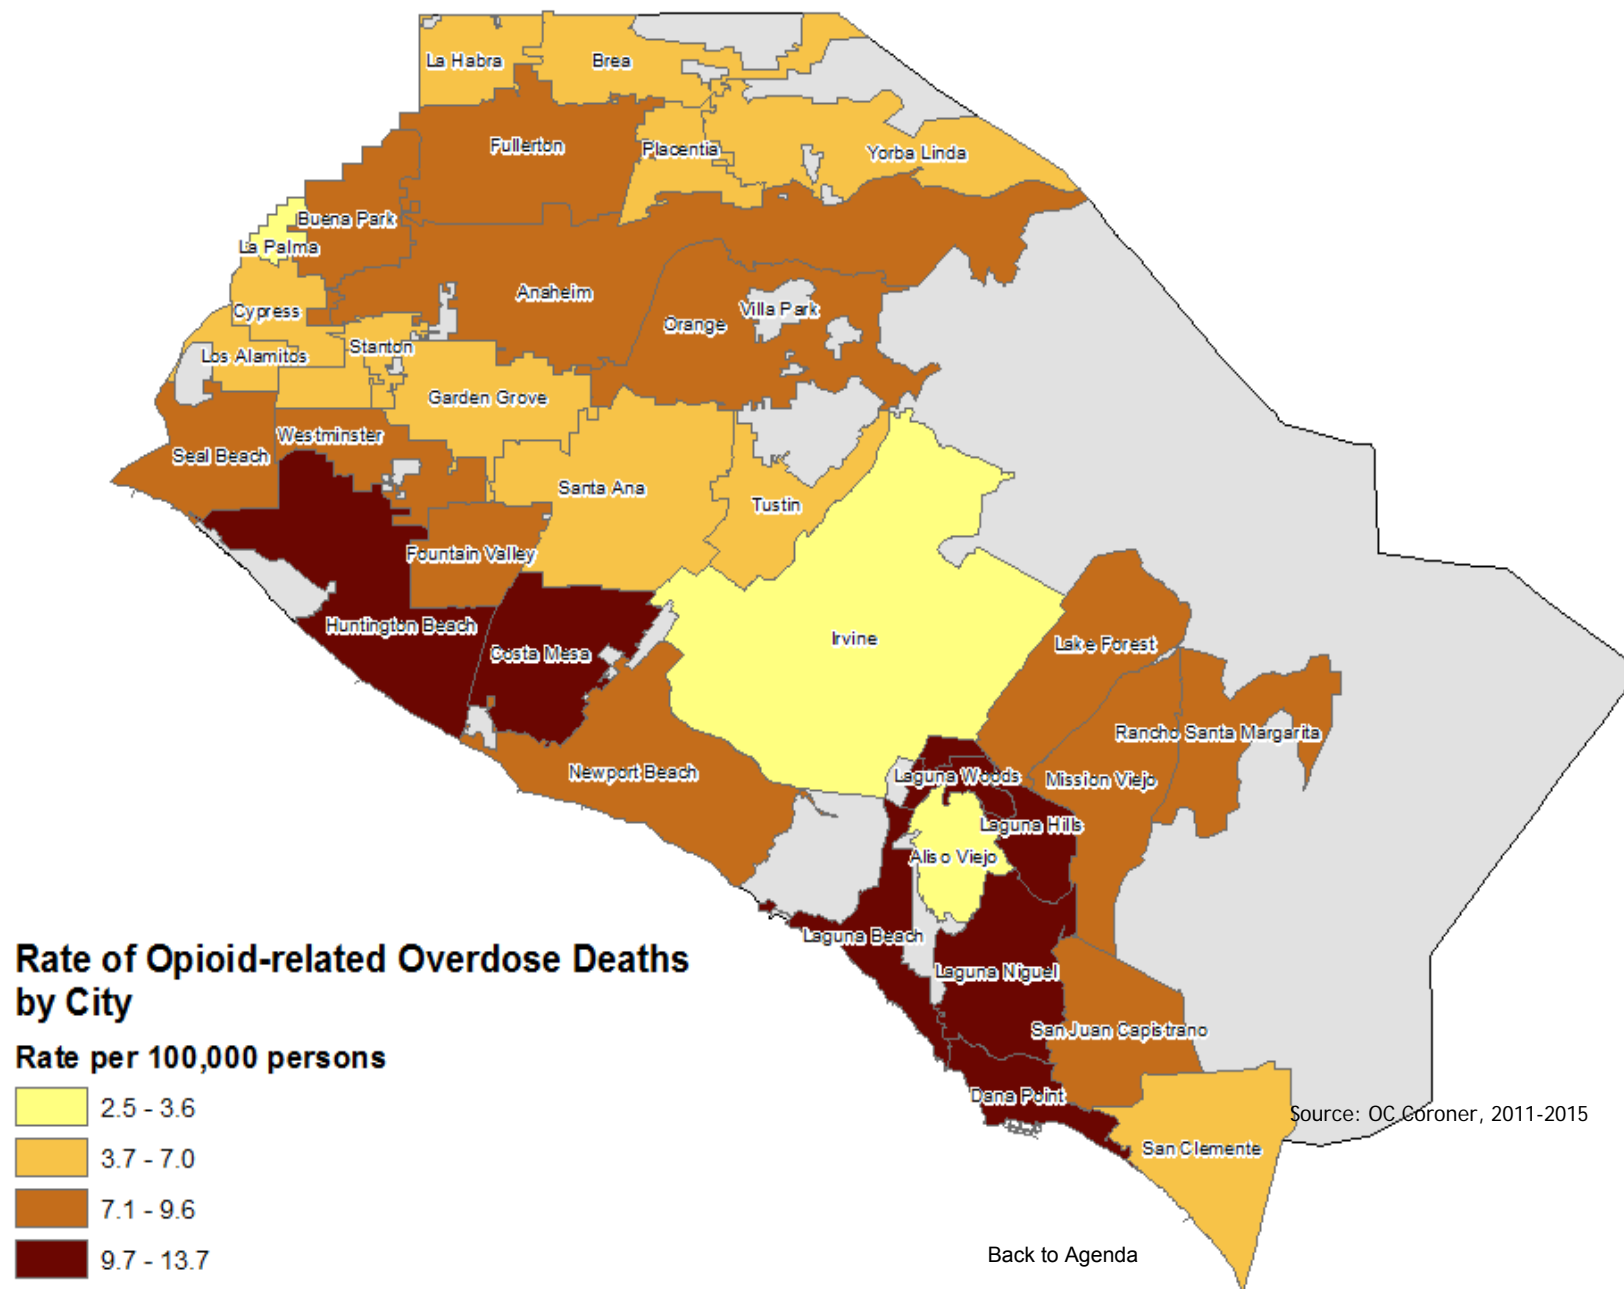 La Habra
Brea
Fullerton
Placentia
Yorba Linda
Buena Park
La Palma
Anaheim
Cypress
Villa Park
Orange
Stanton
Los Alamitos
Garden Grove
Westminster
Seal Beach
Santa Ana
Tustin
Fountain Valley
Huntington Beach
Costa Mesa
Irvine
Lake Forest
Rancho Santa Margarita
Newport Beach
Laguna Woods
Mission Viejo
Laguna Hills
Aliso Viejo
Laguna Beach
Laguna Niguel
San Juan Capistrano
Dana Point
San Clemente
Rate of Opioid-related Overdose Deaths
by City
Rate per 100,000 persons
2.5 - 3.6
3.7 - 7.0
7.1 - 9.6
9.7 - 13.7
Source: OC Coroner, 2011-2015
Back to Agenda